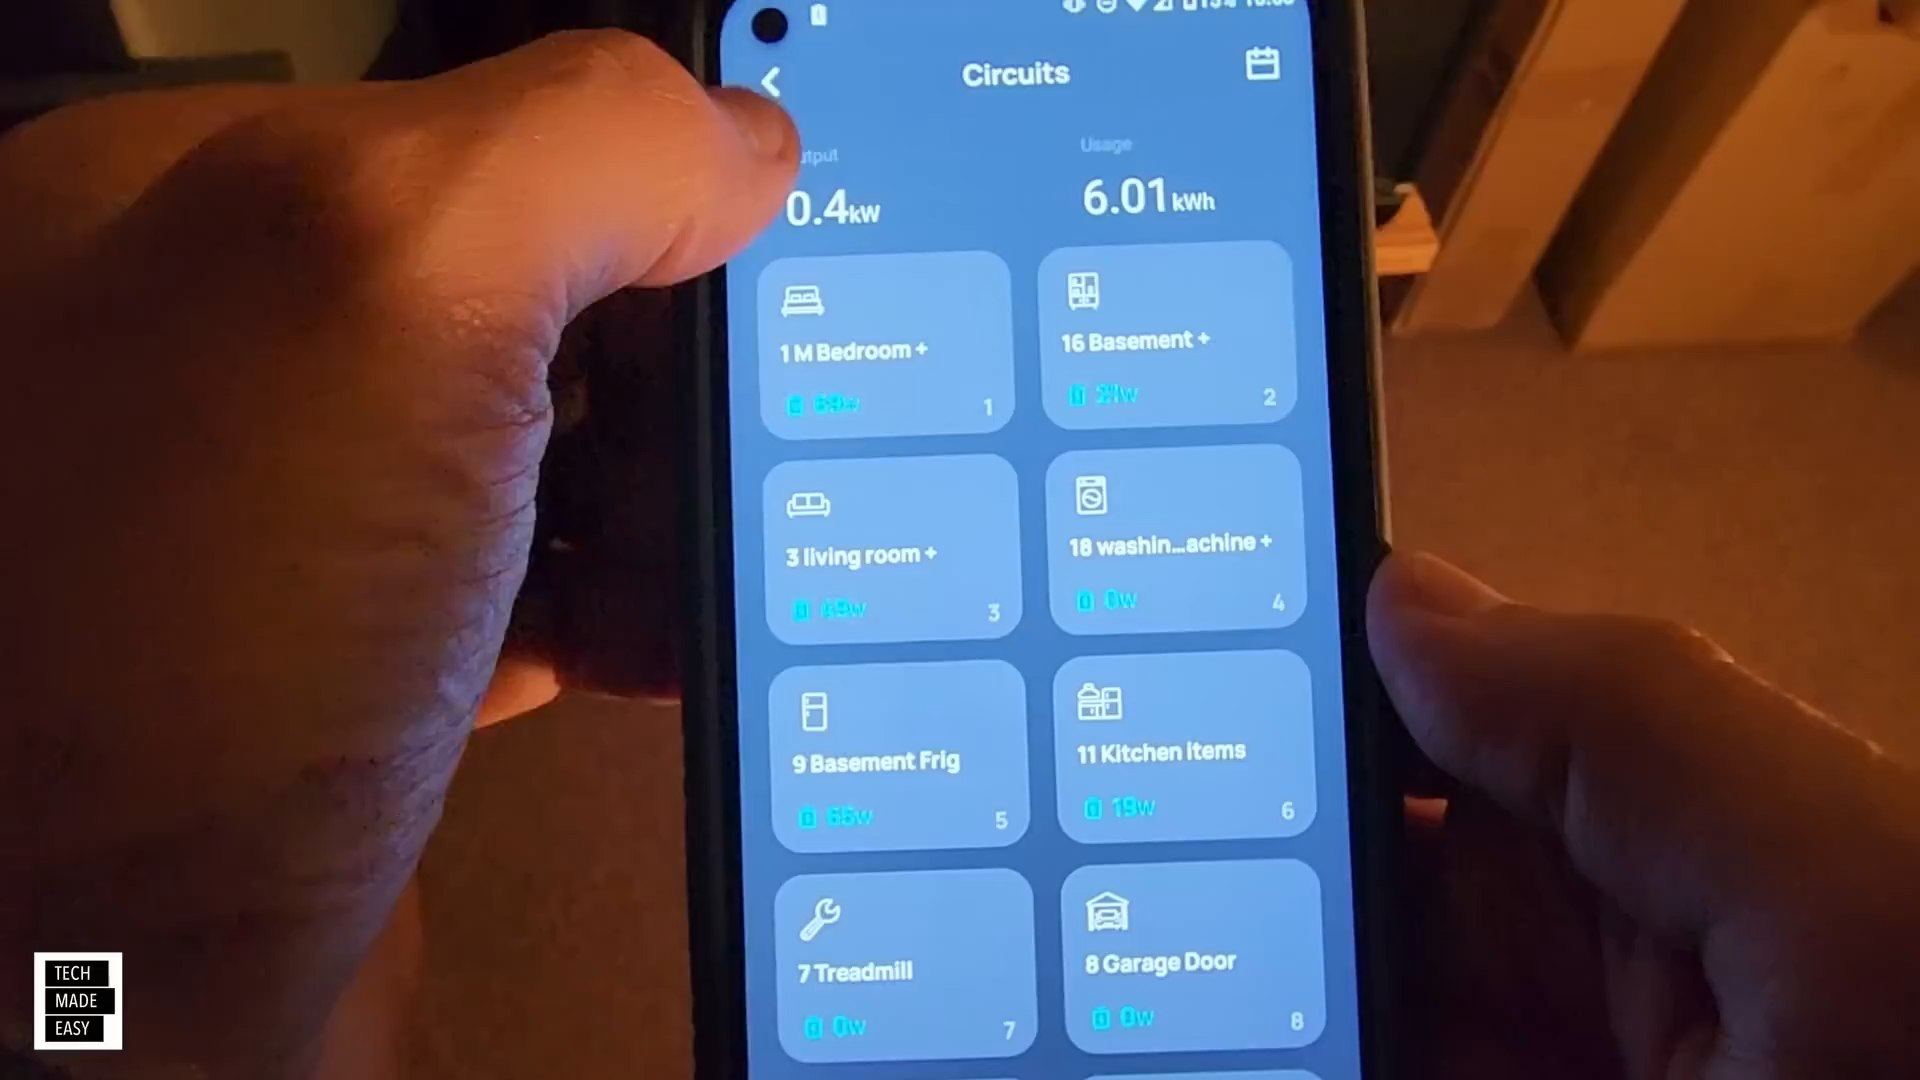 Circuits
Usage
0.4kW
6.01kWh
1 M Bedroom +
1
16 Basement +
2
3 living room +
3
18 washin...achine +
0w
4
9 Basement Frig
5
11 Kitchen items
19w
6
7 Treadmill
0w
7
8 Garage Door
0w
8
TECH
MADE
EASY